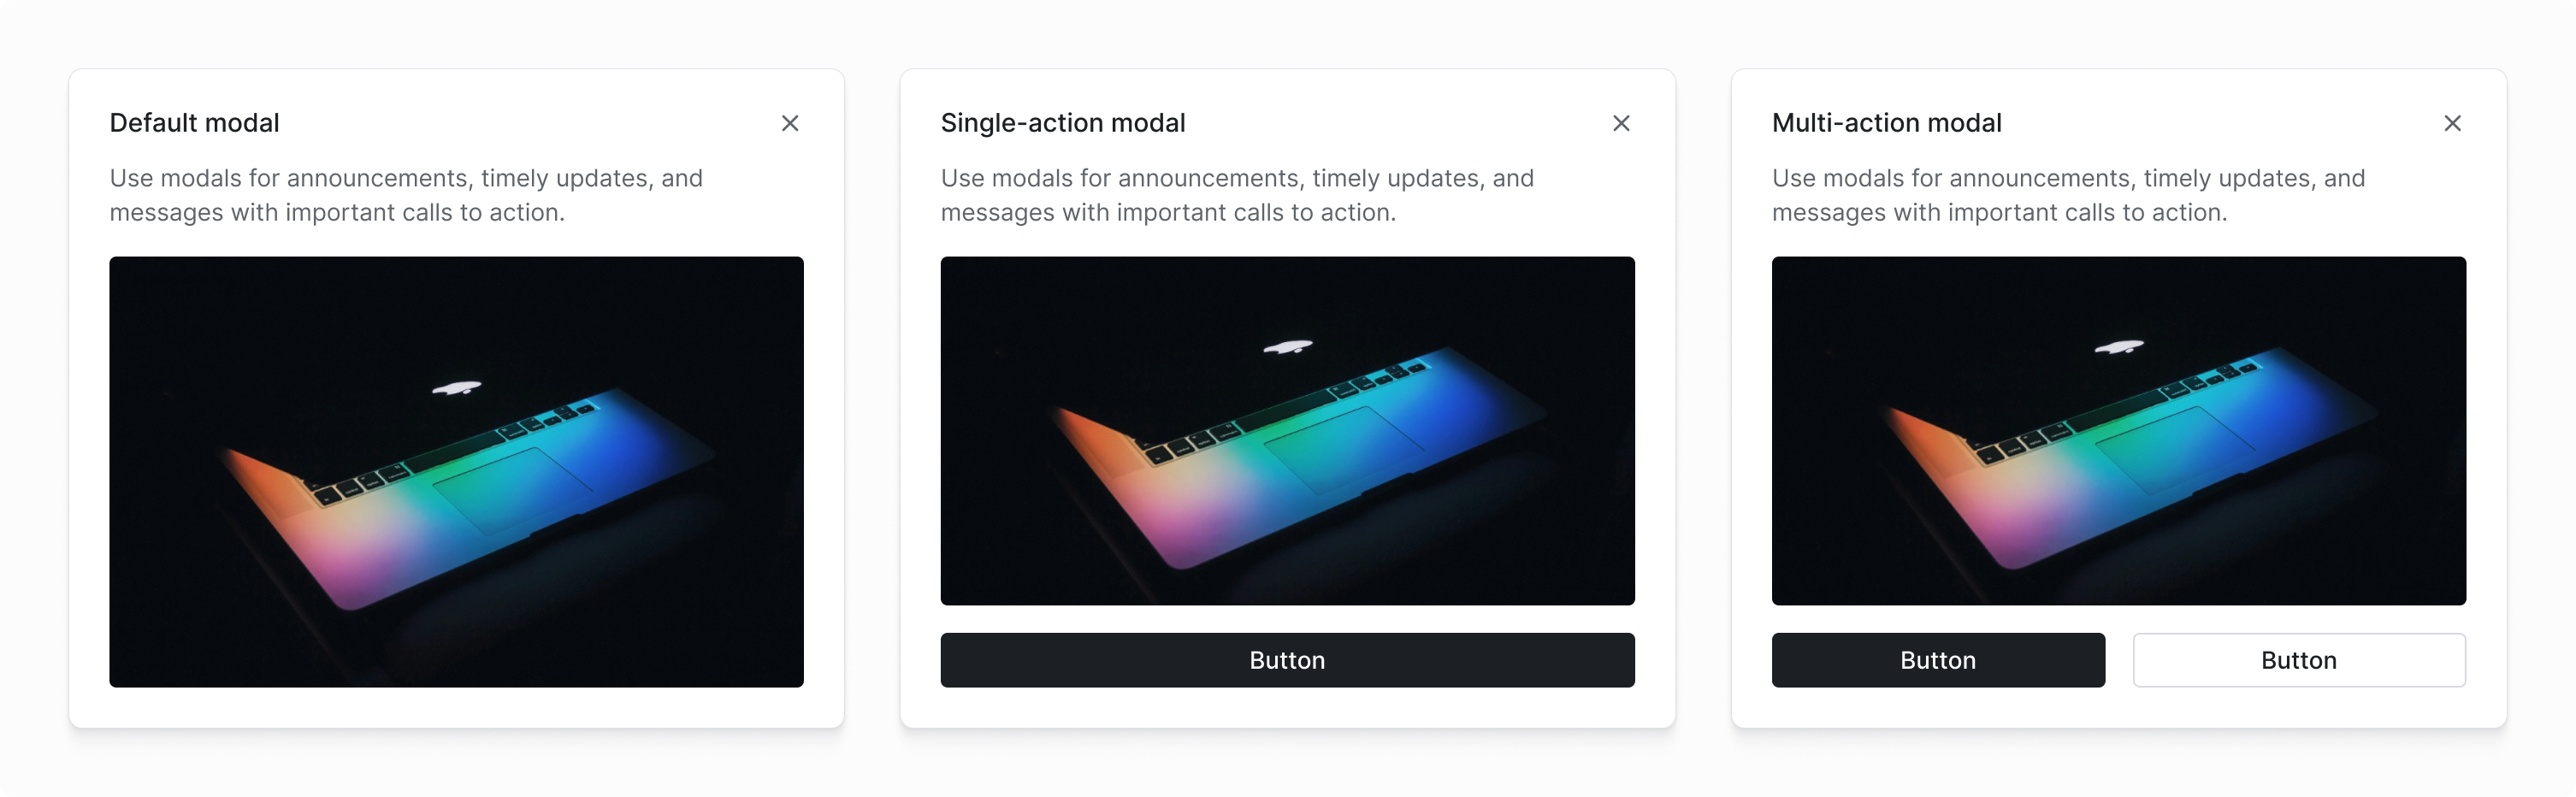 Default modal
Use modals for announcements, timely updates, and
messages with important calls to action.
Single-action modal
Use modals for announcements, timely updates, and
messages with important calls to action.
Button
Multi-action modal
Use modals for announcements, timely updates, and
messages with important calls to action.
Button
Button